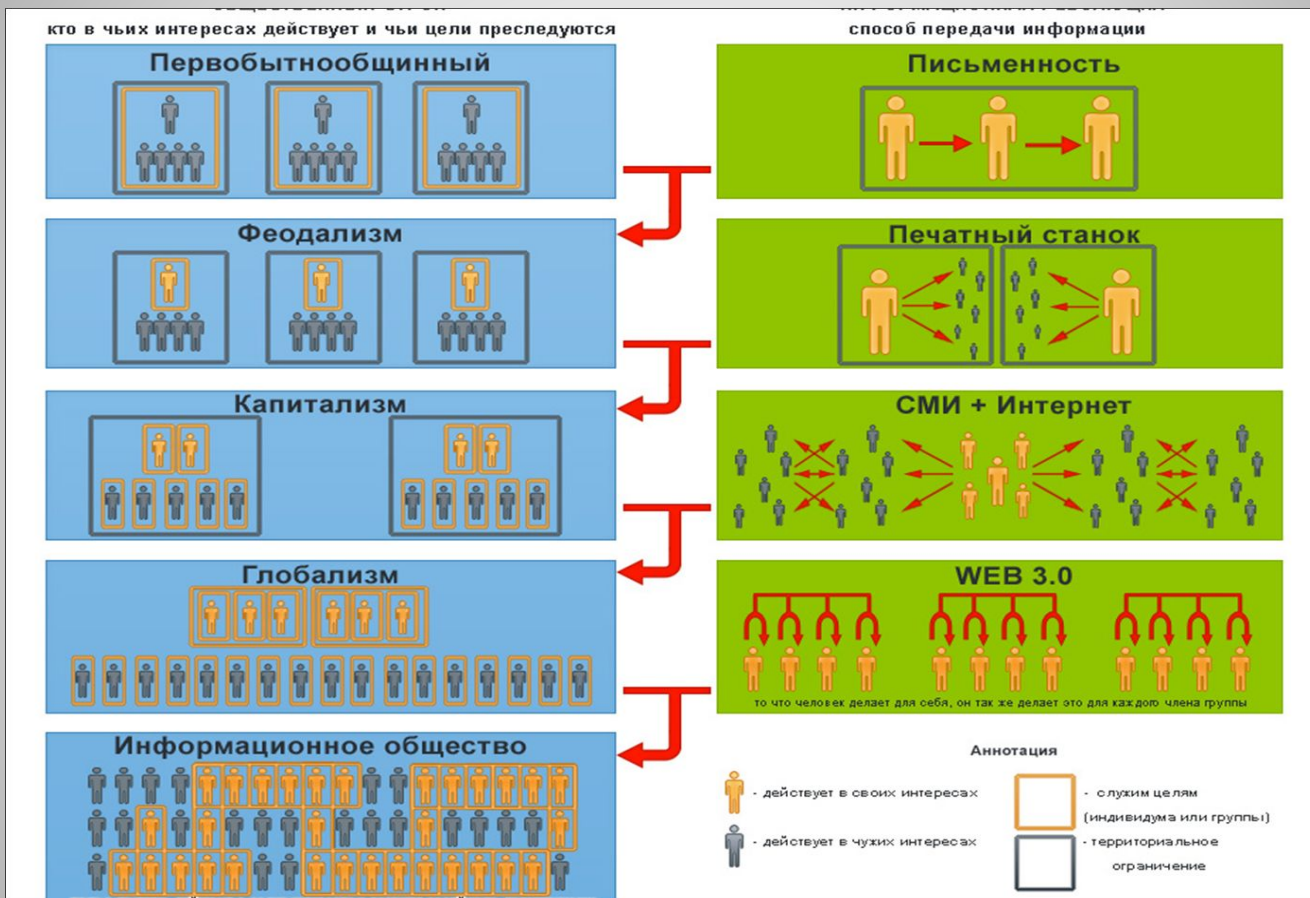 кто в чьих интересах действует и чьи цели преследуются
Первобытнообщинный
Феодализм
Капитализм
Глобализм
Информационное общество
способ передачи информации
Письменность
Печатный станок
СМИ + Интернет
WEB 3.0
то что человек делает для себя, он так же делает это для каждого члена группы
Аннотация
- действует в своих интересах
- действует в чужих интересах
- служим целям
(индивидума или группы)
- территориальное
ограничение